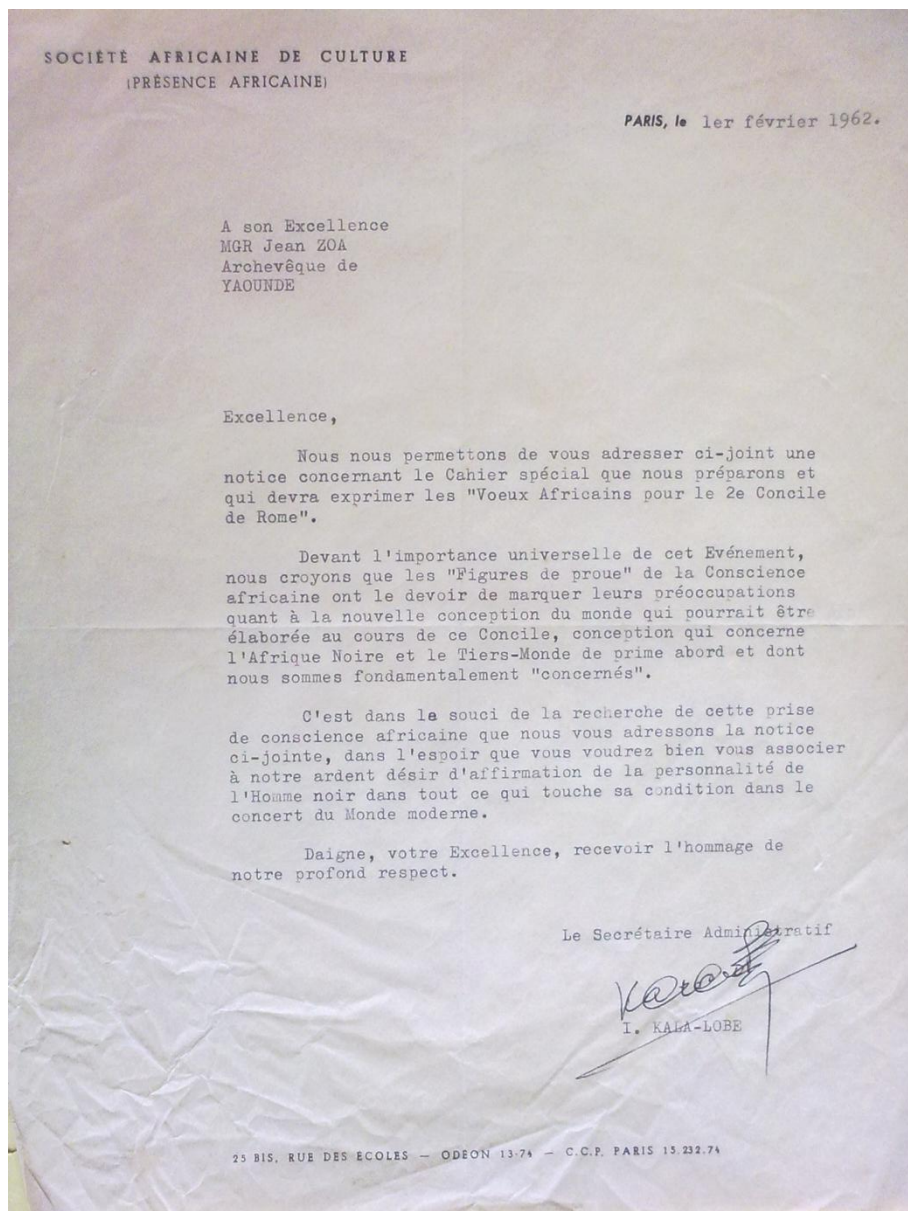 SOCIÉTÉ AFRICAINE DE CULTURE
(PRÉSENCE AFRICAINE)
PARIS, le 1er février 1962.
A son Excellence
MGR Jean ZOA
Archevêque de
YAOUNDE
Excellence,
Nous nous permettons de vous adresser ci-joint une
notice concernant le Cahier spécial que nous préparons et
qui devra exprimer les "Voeux Africains pour le 2e Concile
de Rome".
Devant l'importance universelle de cet Evénement,
nous croyons que les "Figures de proue" de la Conscience
africaine ont le devoir de marquer leurs préoccupations
quant à la nouvelle conception du monde qui pourrait être
élaborée au cours de ce Concile, conception qui concerne
l'Afrique Noire et le Tiers-Monde de prime abord et dont
nous sommes fondamentalement "concernés".
C'est dans le souci de la recherche de cette prise
de conscience africaine que nous vous adressons la notice
ci-jointe, dans l'espoir que vous voudrez bien vous associer
à notre ardent désir d'affirmation de la personnalité de
l'Homme noir dans tout ce qui touche sa condition dans le
concert du Monde moderne.
Daigne, votre Excellence, recevoir l'hommage de
notre profond respect.
Le Secrétaire Administratif
I. KALA-LOBE
25 BIS, RUE DES ECOLES — ODEON 13-74 — C.C.P. PARIS 15.232.74